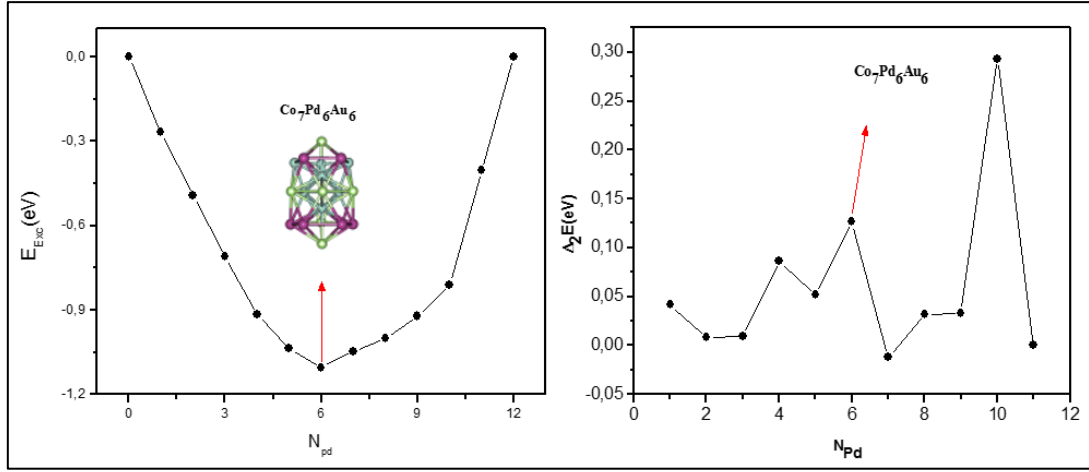 Co7Pd6Au6
E_Exc (eV)
0,0
-0,3
-0,6
-0,9
-1,2
0 3 6 9 12
N_pd
Co7Pd6Au6
Δ2E(eV)
0,30
0,25
0,20
0,15
0,10
0,05
0,00
-0,05
0 2 4 6 8 10 12
N_Pd